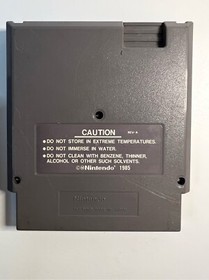 CAUTION
REV-A
◆DO NOT STORE IN EXTREME TEMPERATURES.
◆DO NOT IMMERSE IN WATER.
◆DO NOT CLEAN WITH BENZENE, THINNER,
ALCOHOL OR OTHER SUCH SOLVENTS.
©®Nintendo® 1985